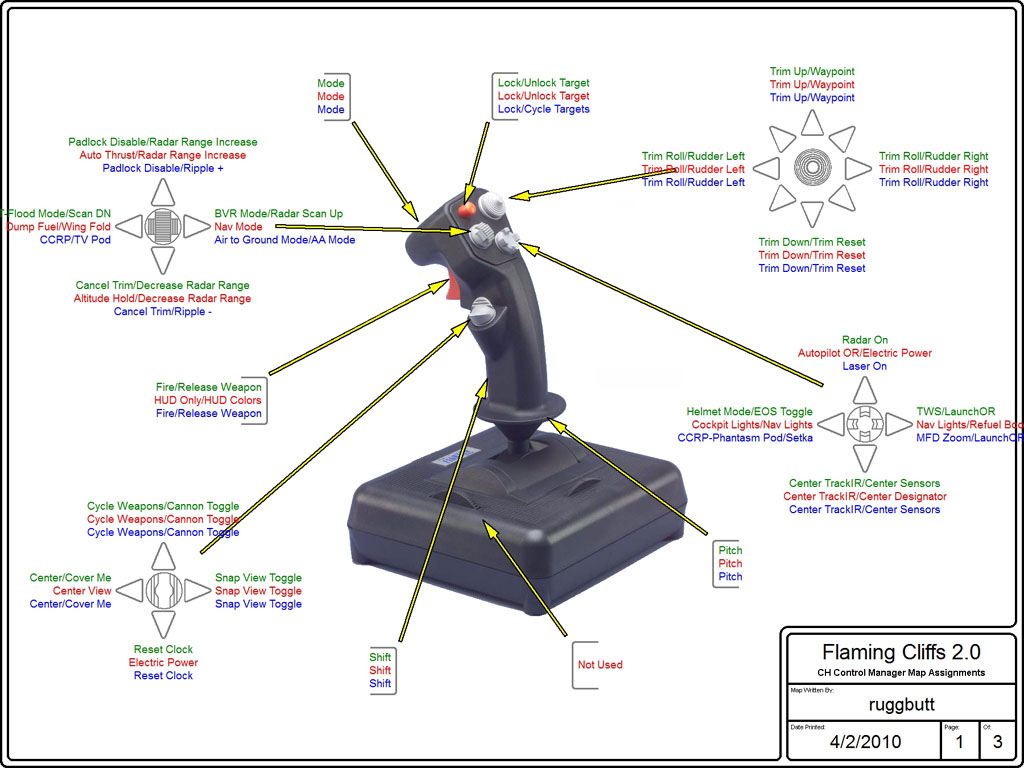 Mode
Mode
Mode
Lock/Unlock Target
Lock/Unlock Target
Lock/Cycle Targets
Trim Up/Waypoint
Trim Up/Waypoint
Trim Up/Waypoint
Trim Roll/Rudder Left
Trim Roll/Rudder Left
Trim Roll/Rudder Left
Trim Roll/Rudder Right
Trim Roll/Rudder Right
Trim Roll/Rudder Right
Trim Down/Trim Reset
Trim Down/Trim Reset
Trim Down/Trim Reset
Padlock Disable/Radar Range Increase
Auto Thrust/Radar Range Increase
Padlock Disable/Ripple +
-Flood Mode/Scan DN
Dump Fuel/Wing Fold
CCRP/TV Pod
BVR Mode/Radar Scan Up
Nav Mode
Air to Ground Mode/AA Mode
Cancel Trim/Decrease Radar Range
Altitude Hold/Decrease Radar Range
Cancel Trim/Ripple -
Fire/Release Weapon
HUD Only/HUD Colors
Fire/Release Weapon
Radar On
Autopilot OR/Electric Power
Laser On
Helmet Mode/EOS Toggle
Cockpit Lights/Nav Lights
CCRP-Phantasm Pod/Setka
TWS/LaunchOR
Nav Lights/Refuel Boo
MFD Zoom/LaunchOR
Center TrackIR/Center Sensors
Center TrackIR/Center Designator
Center TrackIR/Center Sensors
Cycle Weapons/Cannon Toggle
Cycle Weapons/Cannon Toggle
Cycle Weapons/Cannon Toggle
Center/Cover Me
Center View
Center/Cover Me
Snap View Toggle
Snap View Toggle
Snap View Toggle
Reset Clock
Electric Power
Reset Clock
Shift
Shift
Shift
Not Used
Pitch
Pitch
Pitch
Flaming Cliffs 2.0
CH Control Manager Map Assignments
Map Written By:
ruggbutt
Date Printed:
4/2/2010
Page:
1
Of:
3